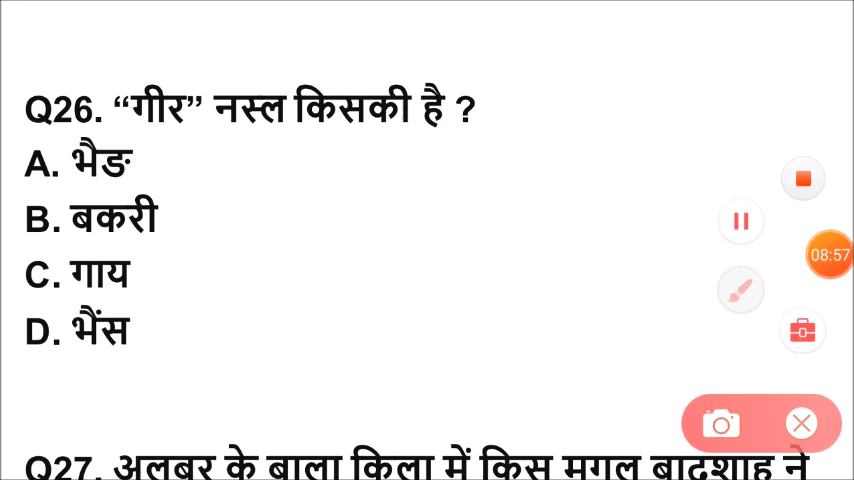 Q26. “गीर” नस्ल किसकी है ?
A. भैङ
B. बकरी
C. गाय
D. भैंस
08:57
Q27. अलबर के बाला किला में किस मुगल बादशाह ने